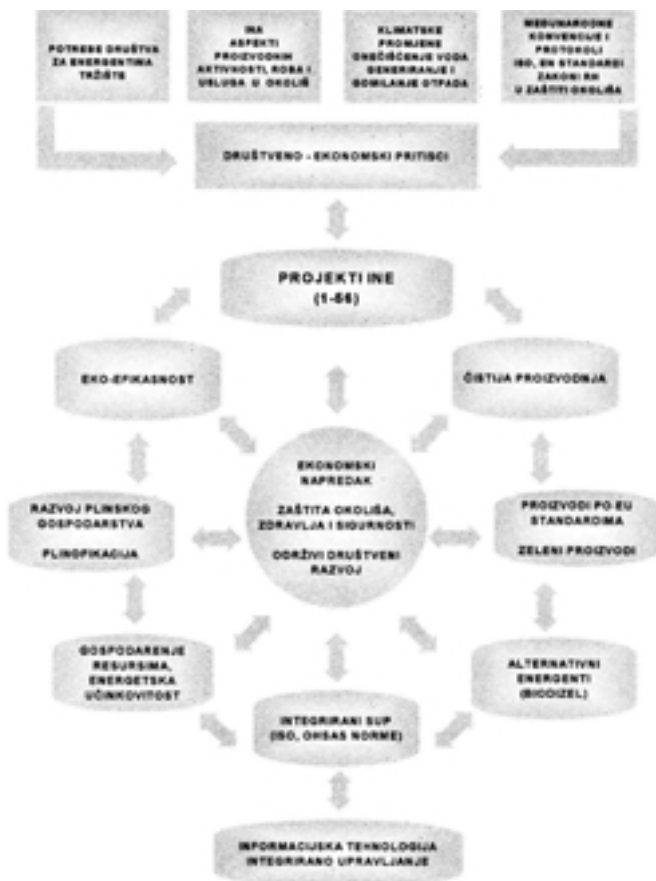 POTREBE DRUŠTVA
ZA ENERGENTIMA
TRŽIŠTE
INA
ASPEKTI
PROIZVODNIH
AKTIVNOSTI, ROBA I
USLUGA U OKOLIŠ
KLIMATSKE
PROMJENE
ONEČIŠĆENJE VODA
GENERIRANJE I
GOMILANJE OTPADA
MEĐUNARODNE
KONVENCIJE I
PROTOKOLI
ISO, EN STANDARDI
ZAKONI RH
U ZAŠTITI OKOLIŠA
DRUŠTVENO - EKONOMSKI PRITISCI
PROJEKTI INE
(1-56)
EKO-EFIKASNOST
ČISTIJA PROIZVODNJA
EKONOMSKI
NAPREDAK
ZAŠTITA OKOLIŠA,
ZDRAVLJA I SIGURNOSTI
ODRŽIVI DRUŠTVENI
RAZVOJ
RAZVOJ PLINSKOG
GOSPODARSTVA
PLINOFIKACIJA
PROIZVODI PO EU
STANDARDIMA
ZELENI PROIZVODI
GOSPODARENJE
RESURSIMA,
ENERGETSKA
UČINKOVITOST
ALTERNATIVNI
ENERGENTI
(BIODIZEL)
INTEGRIRANI SUP
(ISO, OHSAS NORME)
INFORMACIJSKA TEHNOLOGIJA
INTEGRIRANO UPRAVLJANJE